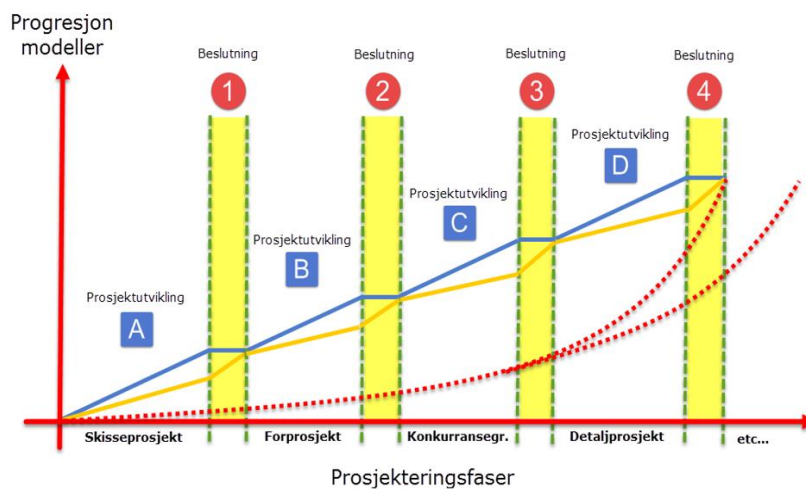 Progresjon
modeller
Beslutning
Beslutning
Beslutning
Beslutning
1
2
3
4
Prosjektutvikling
D
Prosjektutvikling
C
Prosjektutvikling
B
Prosjektutvikling
A
Skisseprosjekt
Forprosjekt
Konkurransegr.
Detaljprosjekt
etc...
Prosjekteringsfaser